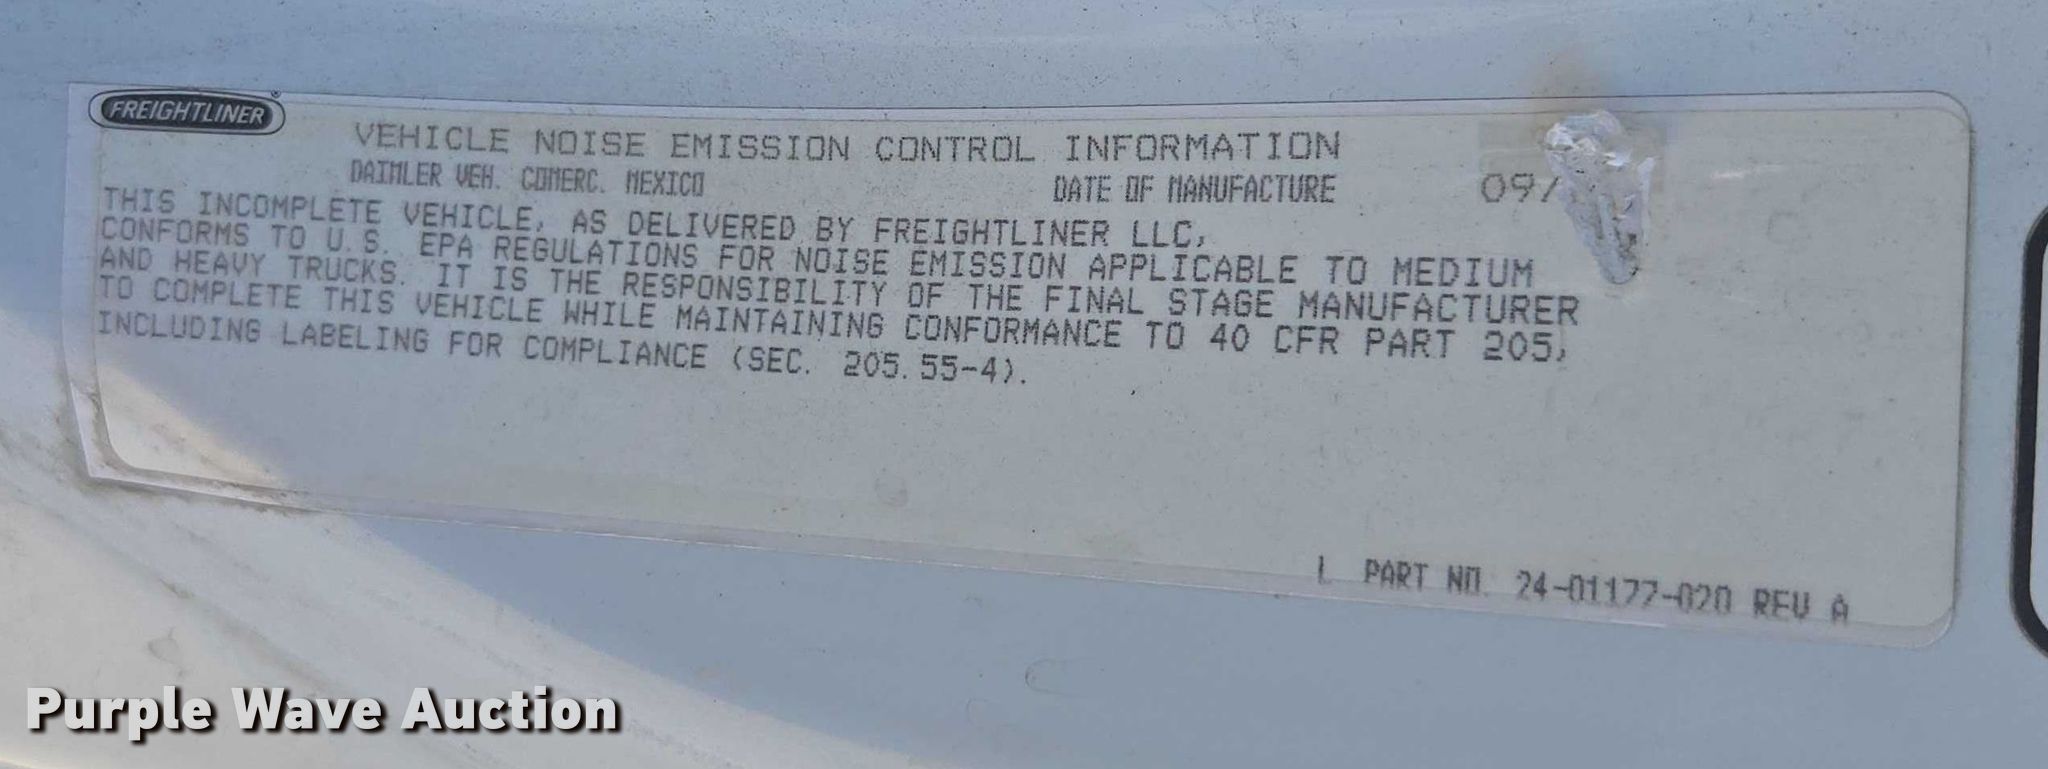 FREIGHTLINER
VEHICLE NOISE EMISSION CONTROL INFORMATION
DAIMLER VEH. COMERC. MEXICO DATE OF MANUFACTURE 09/
THIS INCOMPLETE VEHICLE, AS DELIVERED BY FREIGHTLINER LLC,
CONFORMS TO U.S. EPA REGULATIONS FOR NOISE EMISSION APPLICABLE TO MEDIUM
AND HEAVY TRUCKS. IT IS THE RESPONSIBILITY OF THE FINAL STAGE MANUFACTURER
TO COMPLETE THIS VEHICLE WHILE MAINTAINING CONFORMANCE TO 40 CFR PART 205,
INCLUDING LABELING FOR COMPLIANCE (SEC. 205.55-4).
L PART NO. 24-01177-020 REV A
Purple Wave Auction